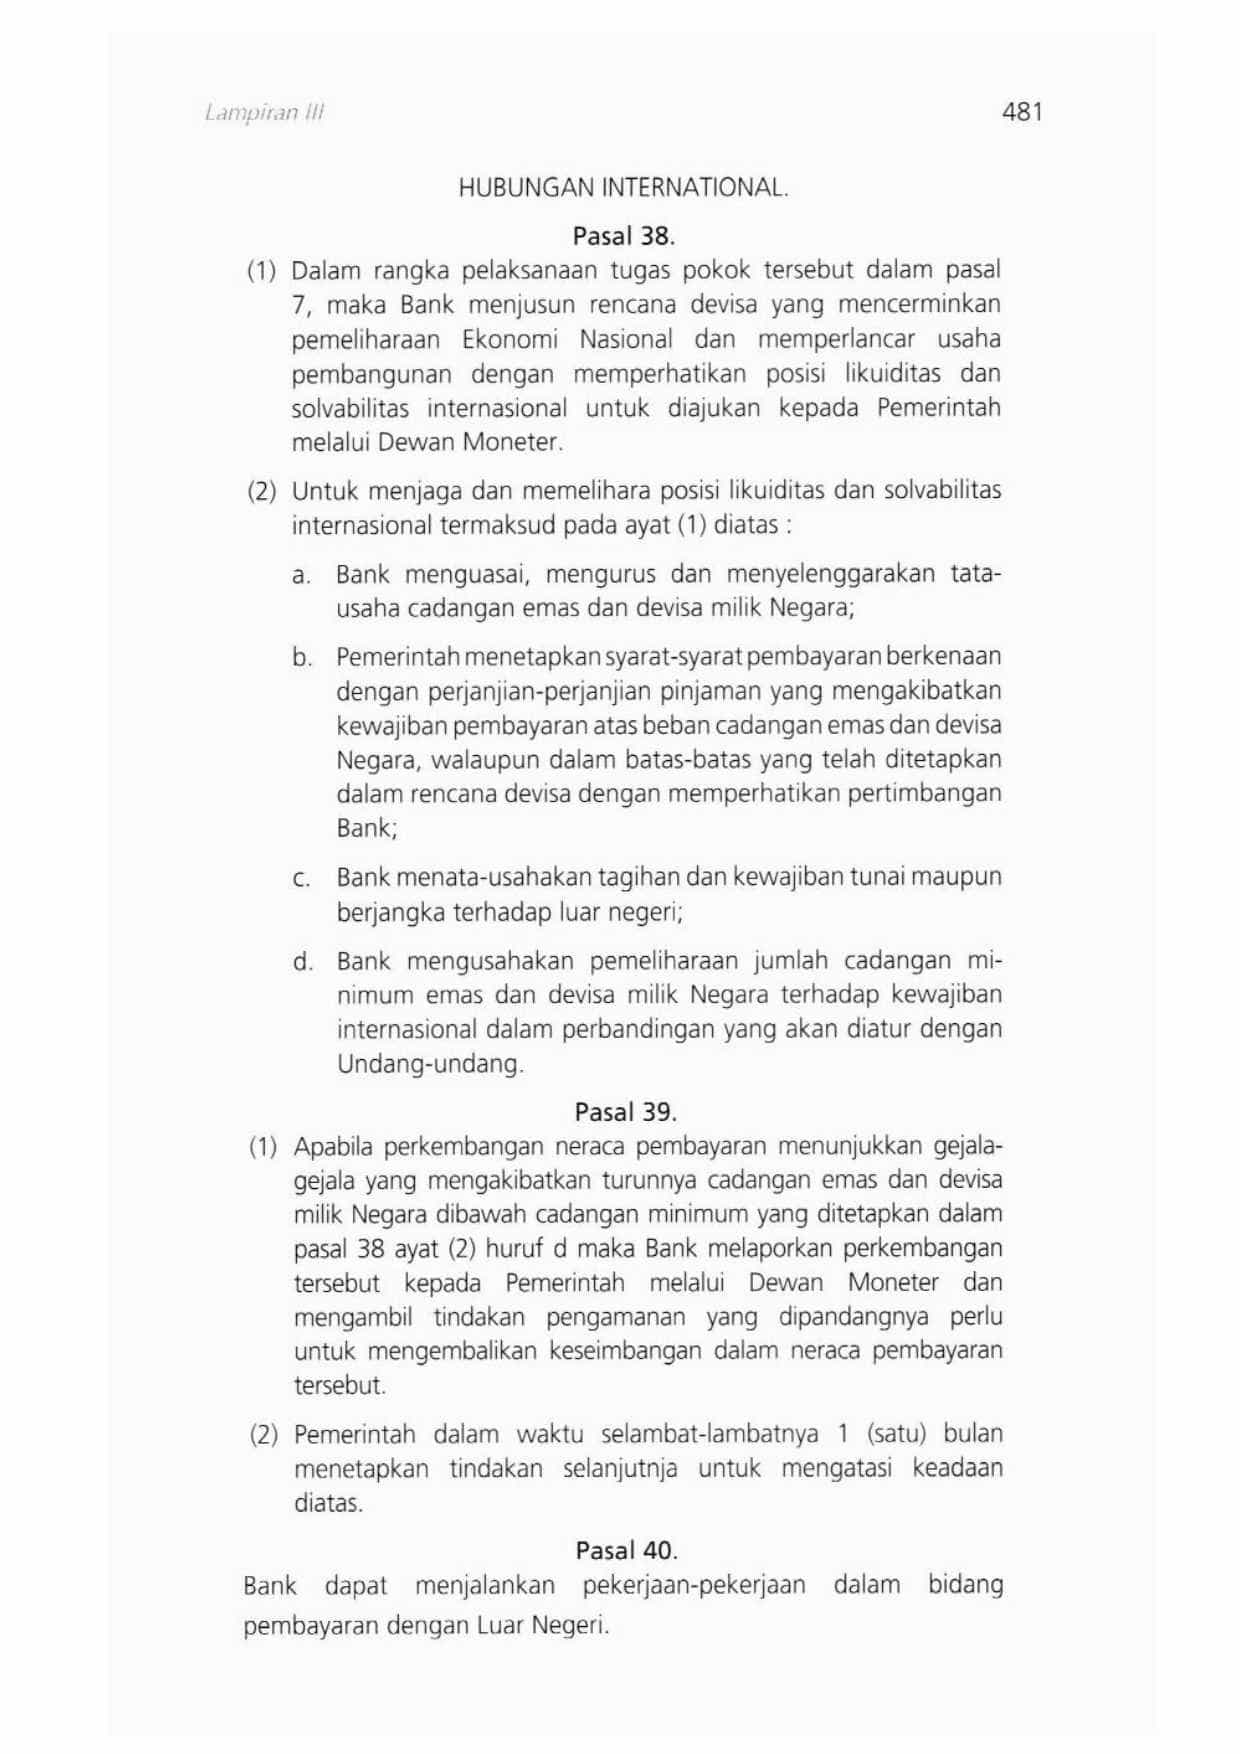 Lampiran III
481
HUBUNGAN INTERNATIONAL.
Pasal 38.
(1) Dalam rangka pelaksanaan tugas pokok tersebut dalam pasal
7, maka Bank menjusun rencana devisa yang mencerminkan
pemeliharaan Ekonomi Nasional dan memperlancar usaha
pembangunan dengan memperhatikan posisi likuiditas dan
solvabilitas internasional untuk diajukan kepada Pemerintah
melalui Dewan Moneter.
(2) Untuk menjaga dan memelihara posisi likuiditas dan solvabilitas
internasional termaksud pada ayat (1) diatas :
a. Bank menguasai, mengurus dan menyelenggarakan tata-
usaha cadangan emas dan devisa milik Negara;
b. Pemerintah menetapkan syarat-syarat pembayaran berkenaan
dengan perjanjian-perjanjian pinjaman yang mengakibatkan
kewajiban pembayaran atas beban cadangan emas dan devisa
Negara, walaupun dalam batas-batas yang telah ditetapkan
dalam rencana devisa dengan memperhatikan pertimbangan
Bank;
c. Bank menata-usahakan tagihan dan kewajiban tunai maupun
berjangka terhadap luar negeri;
d. Bank mengusahakan pemeliharaan jumlah cadangan mi-
nimum emas dan devisa milik Negara terhadap kewajiban
internasional dalam perbandingan yang akan diatur dengan
Undang-undang.
Pasal 39.
(1) Apabila perkembangan neraca pembayaran menunjukkan gejala-
gejala yang mengakibatkan turunnya cadangan emas dan devisa
milik Negara dibawah cadangan minimum yang ditetapkan dalam
pasal 38 ayat (2) huruf d maka Bank melaporkan perkembangan
tersebut kepada Pemerintah melalui Dewan Moneter dan
mengambil tindakan pengamanan yang dipandangnya perlu
untuk mengembalikan keseimbangan dalam neraca pembayaran
tersebut.
(2) Pemerintah dalam waktu selambat-lambatnya 1 (satu) bulan
menetapkan tindakan selanjutnja untuk mengatasi keadaan
diatas.
Pasal 40.
Bank dapat menjalankan pekerjaan-pekerjaan dalam bidang
pembayaran dengan Luar Negeri.